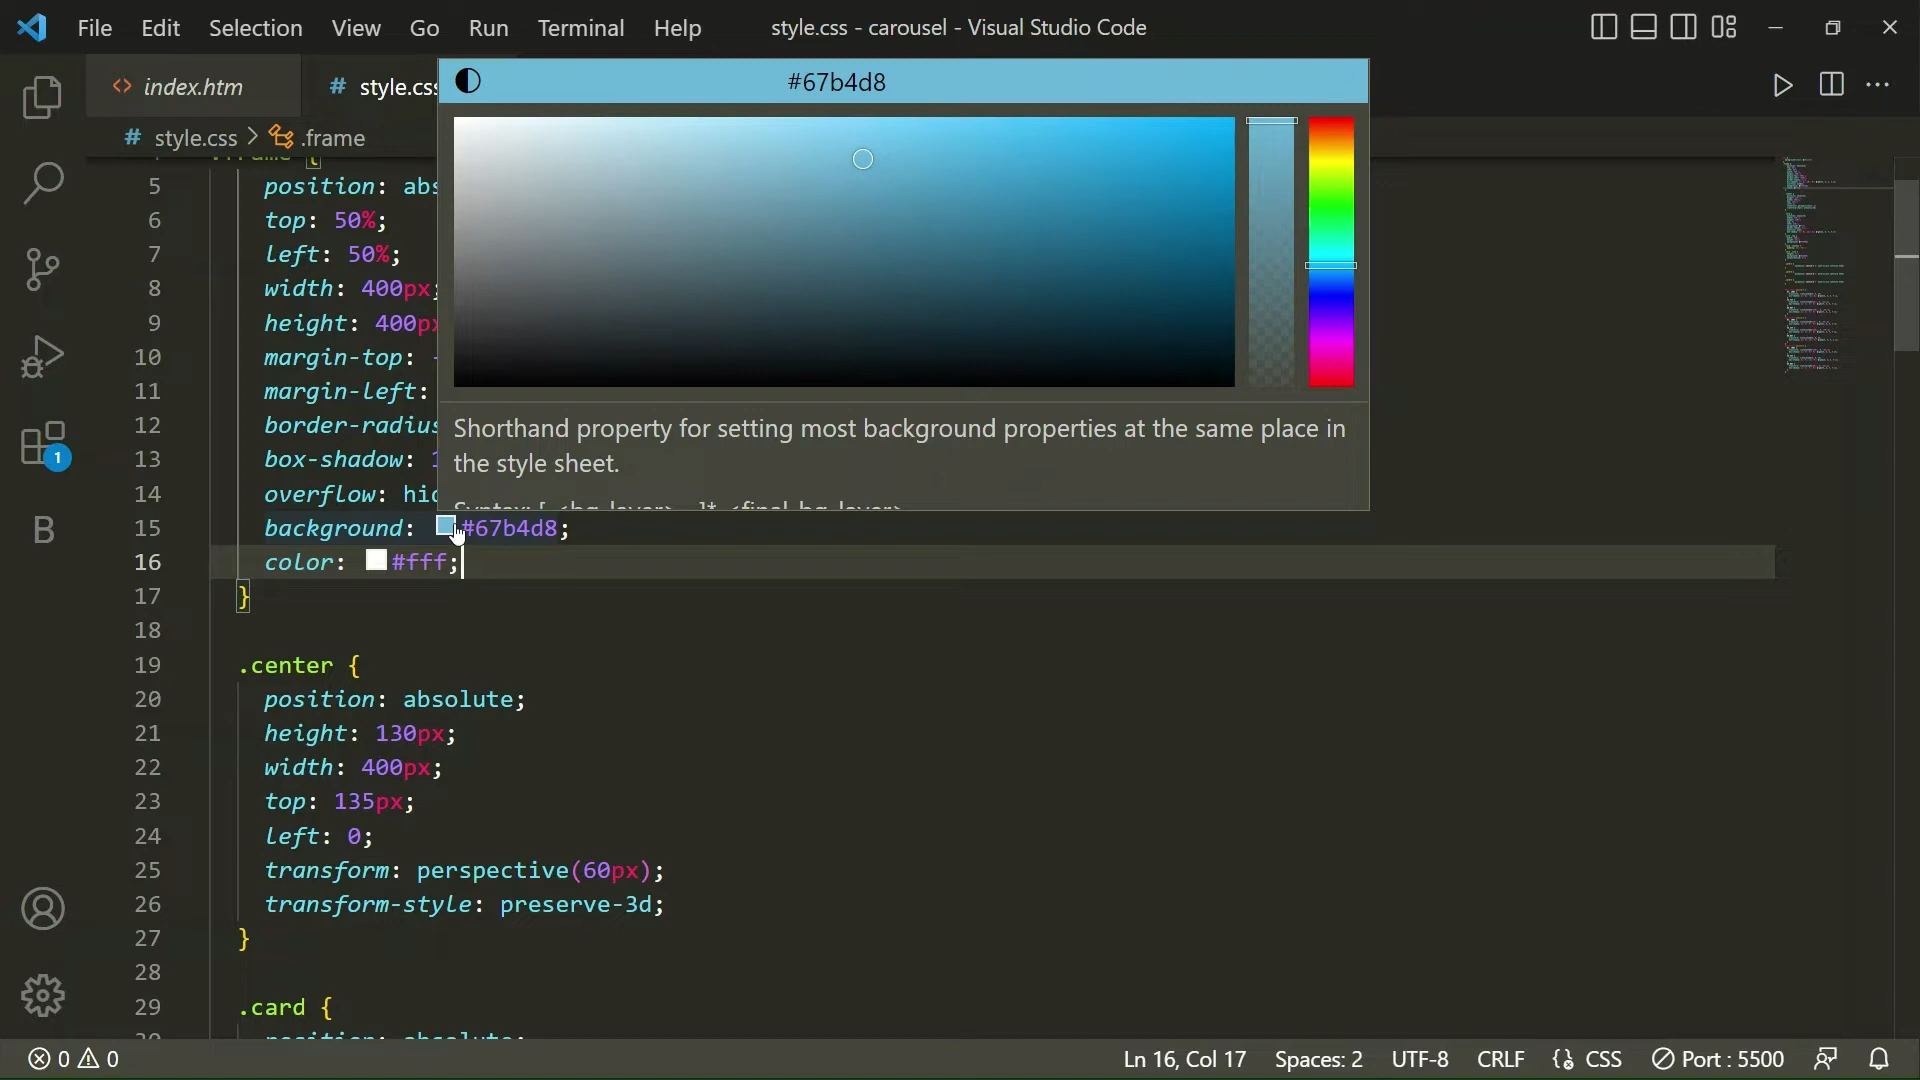 File Edit Selection View Go Run Terminal Help style.css - carousel - Visual Studio Code
<> index.htm # style.css
# style.css > .frame
#67b4d8
5 position: abs
6 top: 50%;
7 left: 50%;
8 width: 400px;
9 height: 400px
10 margin-top: -
11 margin-left:
12 border-radius
13 box-shadow: 1
14 overflow: hid
Shorthand property for setting most background properties at the same place in
the style sheet.
15 background: #67b4d8;
16 color: #fff;
17 }
18
19 .center {
20 position: absolute;
21 height: 130px;
22 width: 400px;
23 top: 135px;
24 left: 0;
25 transform: perspective(60px);
26 transform-style: preserve-3d;
27 }
28
29 .card {
1
B
0 0 Ln 16, Col 17 Spaces: 2 UTF-8 CRLF {} CSS Port : 5500